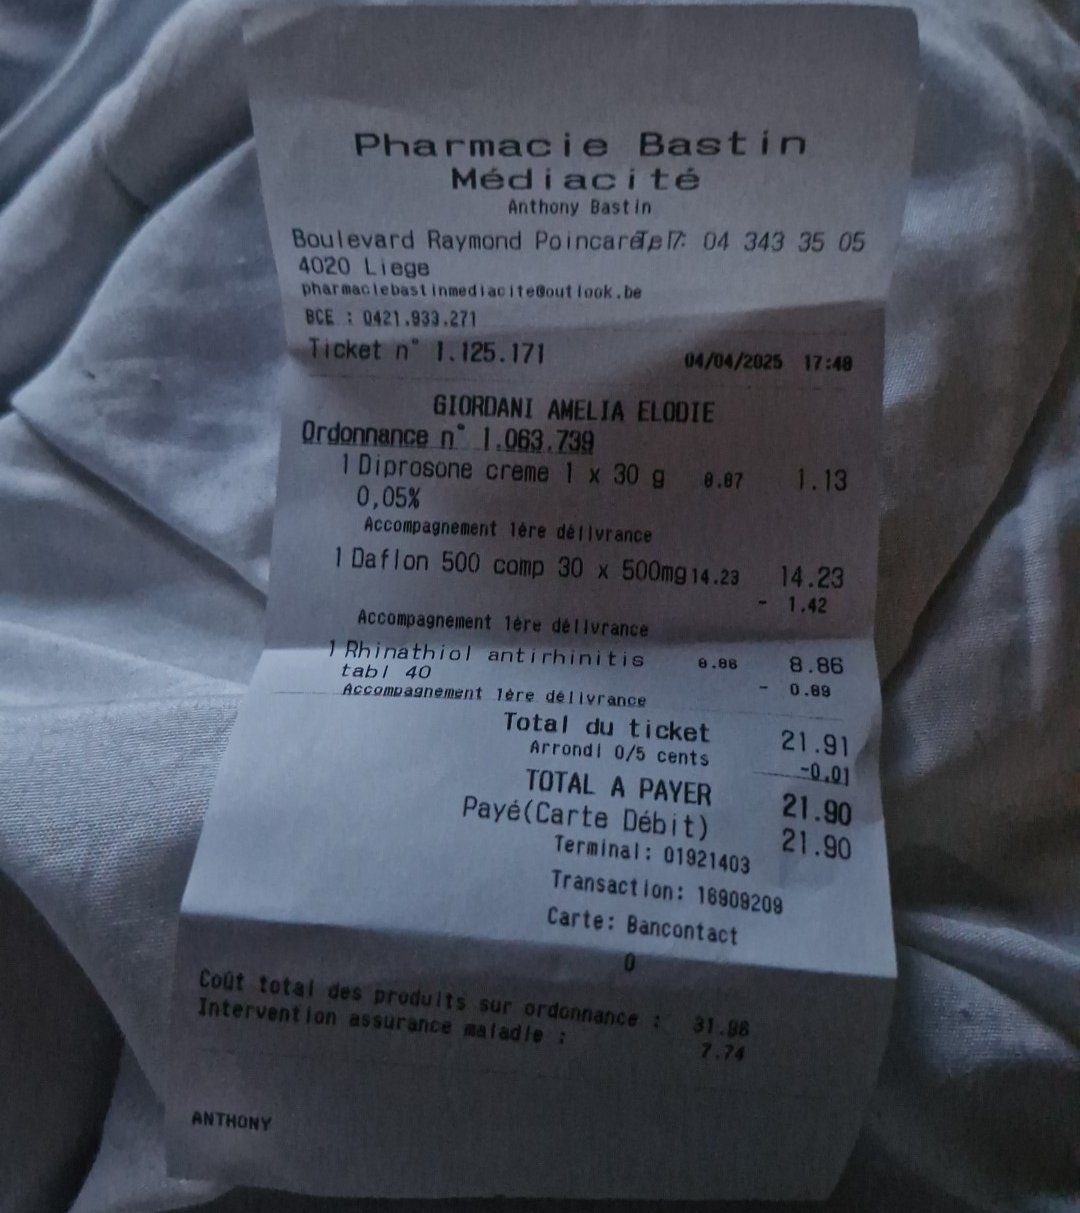 Pharmacie Bastin
Médiacité
Anthony Bastin
Boulevard Raymond Poincaré, 7 Tel : 04 343 35 05
4020 Liege
pharmaciebastinmediacite@outlook.be
BCE : 0421.933.271
Ticket n° 1.125.171 04/04/2025 17:48
GIORDANI AMELIA ELODIE
Ordonnance n° 1.063.739
1 Diprosone creme 1 x 30 g 8.87 1.13
0,05%
Accompagnement 1ère délivrance
1 Daflon 500 comp 30 x 500mg 14.23 14.23
- 1.42
Accompagnement 1ère délivrance
1 Rhinathiol antirhinitis 8.86 8.86
tabl 40 - 0.89
Accompagnement 1ère délivrance
Total du ticket 21.91
Arrondi 0/5 cents -0.01
TOTAL A PAYER 21.90
Payé(Carte Débit) 21.90
Terminal: 01921403
Transaction: 16909209
Carte: Bancontact
0
Coût total des produits sur ordonnance : 31.96
Intervention assurance maladie : 7.74
ANTHONY